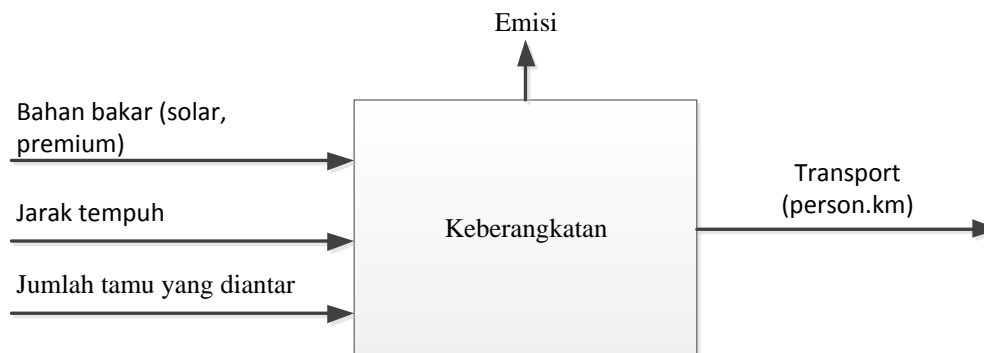 Emisi
Bahan bakar (solar,
premium)
Jarak tempuh
Jumlah tamu yang diantar
Keberangkatan
Transport
(person.km)